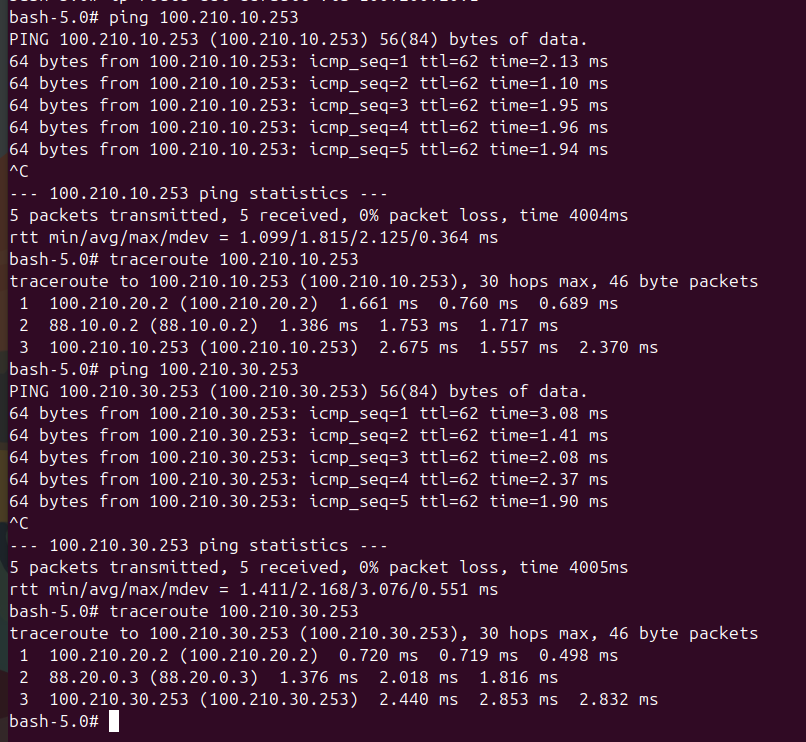 bash-5.0# ping 100.210.10.253
PING 100.210.10.253 (100.210.10.253) 56(84) bytes of data.
64 bytes from 100.210.10.253: icmp_seq=1 ttl=62 time=2.13 ms
64 bytes from 100.210.10.253: icmp_seq=2 ttl=62 time=1.10 ms
64 bytes from 100.210.10.253: icmp_seq=3 ttl=62 time=1.95 ms
64 bytes from 100.210.10.253: icmp_seq=4 ttl=62 time=1.96 ms
64 bytes from 100.210.10.253: icmp_seq=5 ttl=62 time=1.94 ms
^C
--- 100.210.10.253 ping statistics ---
5 packets transmitted, 5 received, 0% packet loss, time 4004ms
rtt min/avg/max/mdev = 1.099/1.815/2.125/0.364 ms
bash-5.0# traceroute 100.210.10.253
traceroute to 100.210.10.253 (100.210.10.253), 30 hops max, 46 byte packets
 1  100.210.20.2 (100.210.20.2)  1.661 ms  0.760 ms  0.689 ms
 2  88.10.0.2 (88.10.0.2)  1.386 ms  1.753 ms  1.717 ms
 3  100.210.10.253 (100.210.10.253)  2.675 ms  1.557 ms  2.370 ms
bash-5.0# ping 100.210.30.253
PING 100.210.30.253 (100.210.30.253) 56(84) bytes of data.
64 bytes from 100.210.30.253: icmp_seq=1 ttl=62 time=3.08 ms
64 bytes from 100.210.30.253: icmp_seq=2 ttl=62 time=1.41 ms
64 bytes from 100.210.30.253: icmp_seq=3 ttl=62 time=2.08 ms
64 bytes from 100.210.30.253: icmp_seq=4 ttl=62 time=2.37 ms
64 bytes from 100.210.30.253: icmp_seq=5 ttl=62 time=1.90 ms
^C
--- 100.210.30.253 ping statistics ---
5 packets transmitted, 5 received, 0% packet loss, time 4005ms
rtt min/avg/max/mdev = 1.411/2.168/3.076/0.551 ms
bash-5.0# traceroute 100.210.30.253
traceroute to 100.210.30.253 (100.210.30.253), 30 hops max, 46 byte packets
 1  100.210.20.2 (100.210.20.2)  0.720 ms  0.719 ms  0.498 ms
 2  88.20.0.3 (88.20.0.3)  1.376 ms  2.018 ms  1.816 ms
 3  100.210.30.253 (100.210.30.253)  2.440 ms  2.853 ms  2.832 ms
bash-5.0#